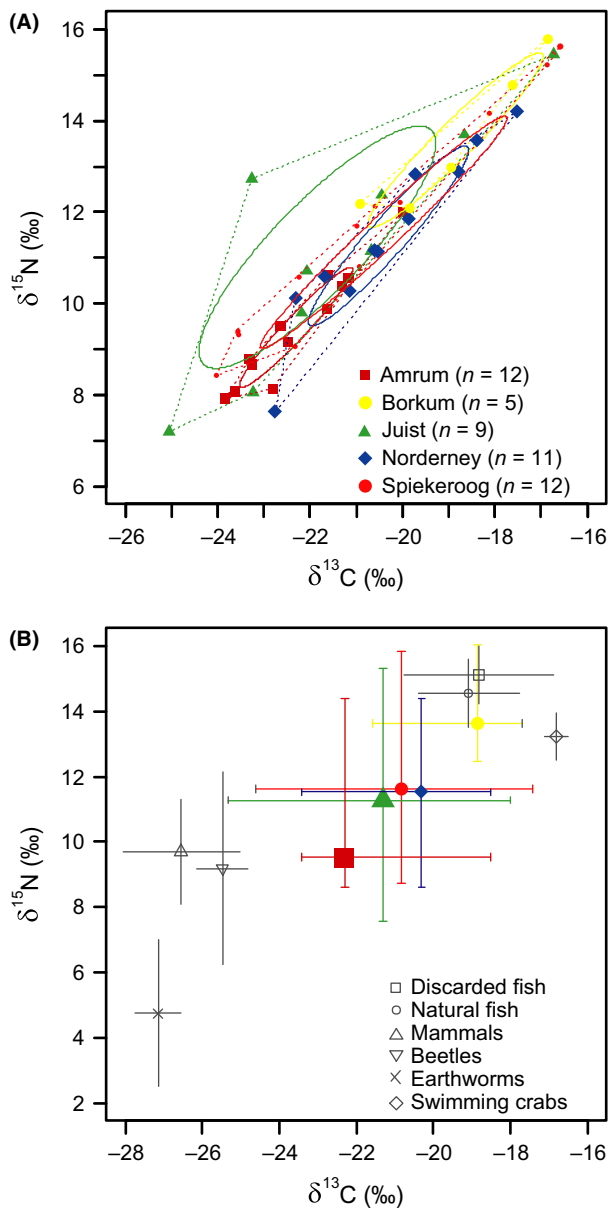 (A)
16
14
12
10
8
6
δ15N (‰)
−26
−24
−22
−20
−18
−16
δ13C (‰)
Amrum (n = 12)
Borkum (n = 5)
Juist (n = 9)
Norderney (n = 11)
Spiekeroog (n = 12)
(B)
16
14
12
10
8
6
4
2
δ15N (‰)
−28
−26
−24
−22
−20
−18
−16
δ13C (‰)
Discarded fish
Natural fish
Mammals
Beetles
Earthworms
Swimming crabs